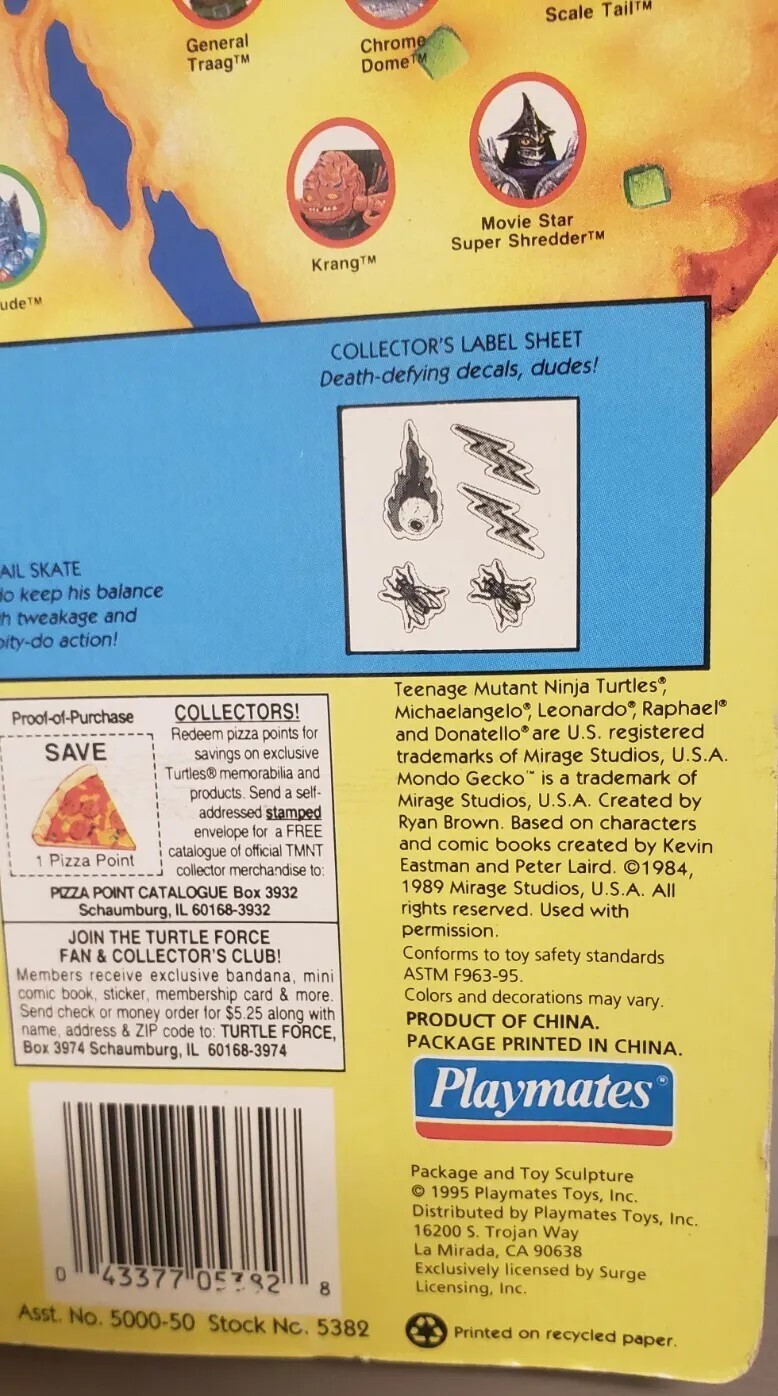 Scale Tail™
General
Traag™
Chrome
Dome™
Movie Star
Super Shredder™
Krang™
ude™
COLLECTOR'S LABEL SHEET
Death-defying decals, dudes!
AIL SKATE
keep his balance
tweakage and
action!
Proof-of-Purchase
SAVE
1 Pizza Point
COLLECTORS!
Redeem pizza points for
savings on exclusive
Turtles® memorabilia and
products. Send a self-
addressed stamped
envelope for a FREE
catalogue of official TMNT
collector merchandise to:
PIZZA POINT CATALOGUE Box 3932
Schaumburg, IL 60168-3932
JOIN THE TURTLE FORCE
FAN & COLLECTOR'S CLUB!
Members receive exclusive bandana, mini
comic book, sticker, membership card & more.
Send check or money order for $5.25 along with
name, address & ZIP code to: TURTLE FORCE,
Box 3974 Schaumburg, IL 60168-3974
Teenage Mutant Ninja Turtles®,
Michaelangelo®, Leonardo®, Raphael®
and Donatello® are U.S. registered
trademarks of Mirage Studios, U.S.A.
Mondo Gecko™ is a trademark of
Mirage Studios, U.S.A. Created by
Ryan Brown. Based on characters
and comic books created by Kevin
Eastman and Peter Laird. ©1984,
1989 Mirage Studios, U.S.A. All
rights reserved. Used with
permission.
Conforms to toy safety standards
ASTM F963-95.
Colors and decorations may vary.
PRODUCT OF CHINA.
PACKAGE PRINTED IN CHINA.
Playmates®
Package and Toy Sculpture
© 1995 Playmates Toys, Inc.
Distributed by Playmates Toys, Inc.
16200 S. Trojan Way
La Mirada, CA 90638
Exclusively licensed by Surge
Licensing, Inc.
Printed on recycled paper.
0 43377 05382 8
Asst. No. 5000-50 Stock No. 5382